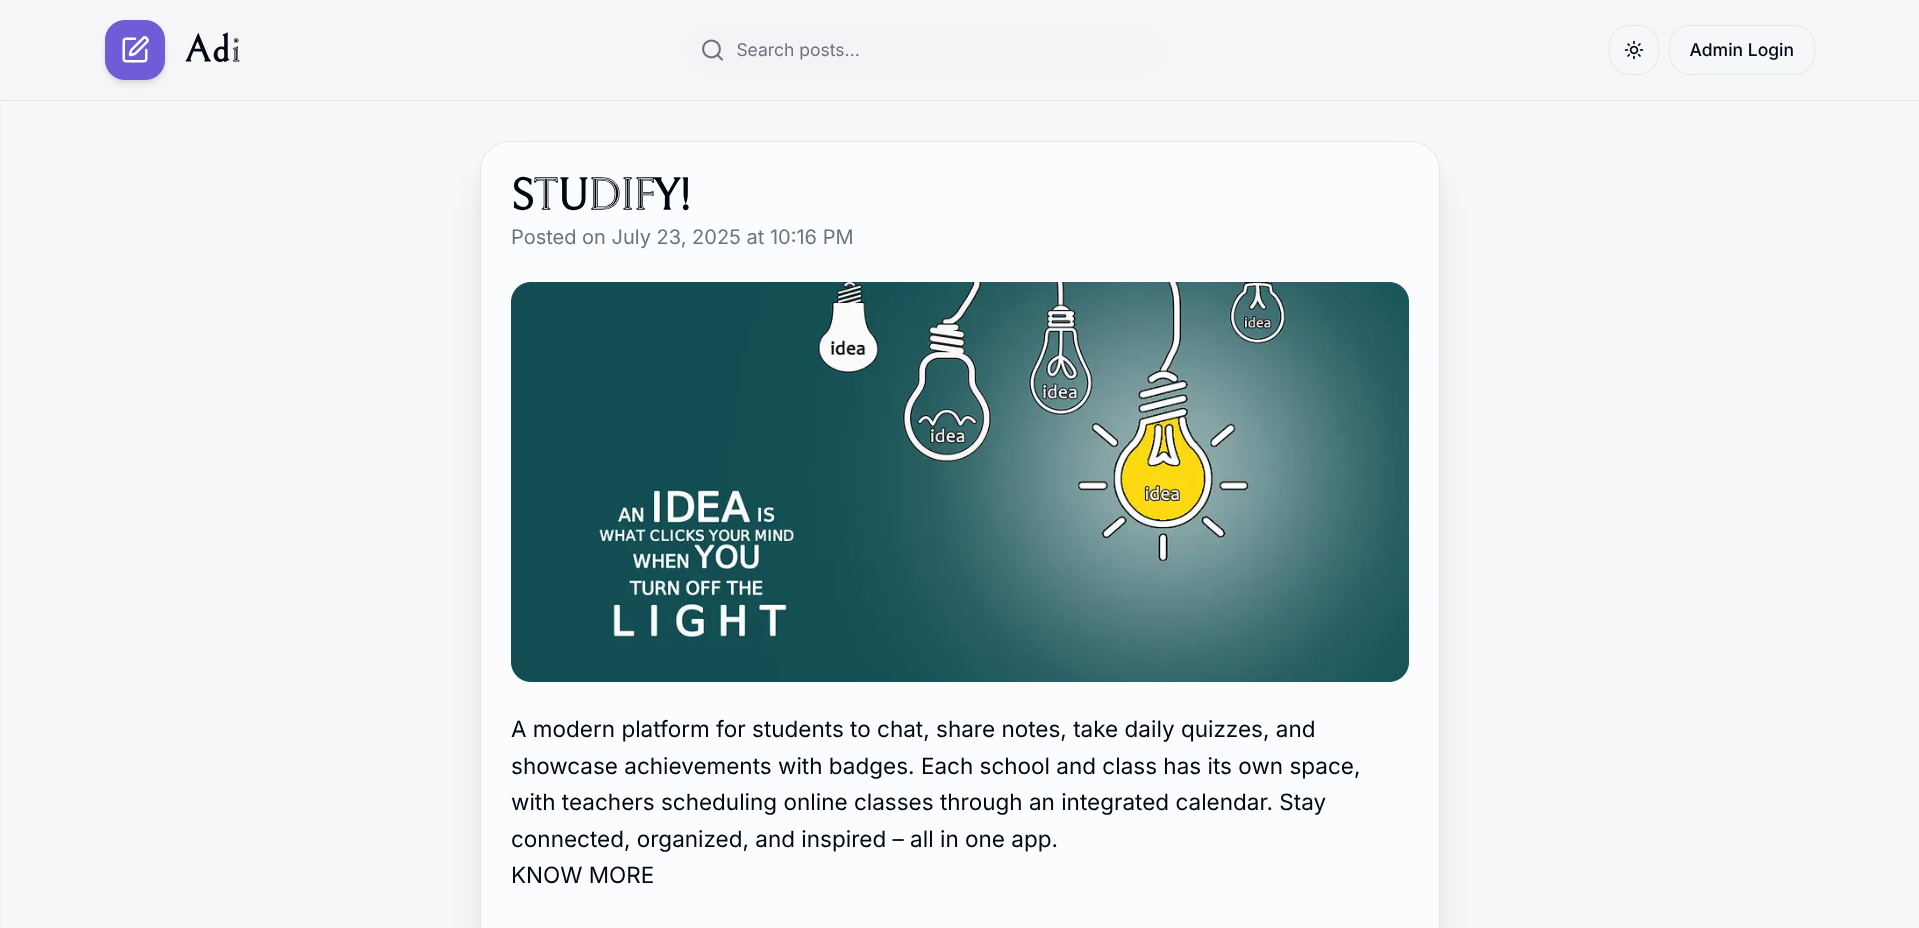 Adi
Search posts...
Admin Login
STUDIFY!
Posted on July 23, 2025 at 10:16 PM
idea
idea
idea
idea
idea
AN IDEA IS
WHAT CLICKS YOUR MIND
WHEN YOU
TURN OFF THE
LIGHT
A modern platform for students to chat, share notes, take daily quizzes, and
showcase achievements with badges. Each school and class has its own space,
with teachers scheduling online classes through an integrated calendar. Stay
connected, organized, and inspired – all in one app.
KNOW MORE